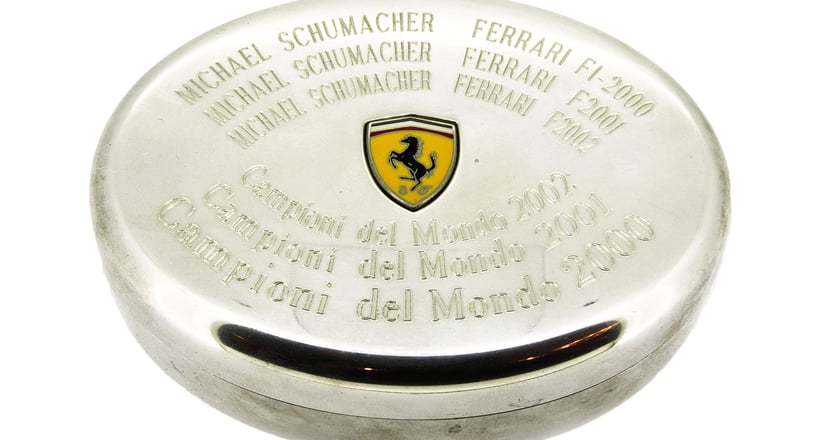 MICHAEL SCHUMACHER FERRARI F1-2000
MICHAEL SCHUMACHER FERRARI F2001
MICHAEL SCHUMACHER FERRARI F2002
S F
Campioni del Mondo 2002
Campioni del Mondo 2001
Campioni del Mondo 2000